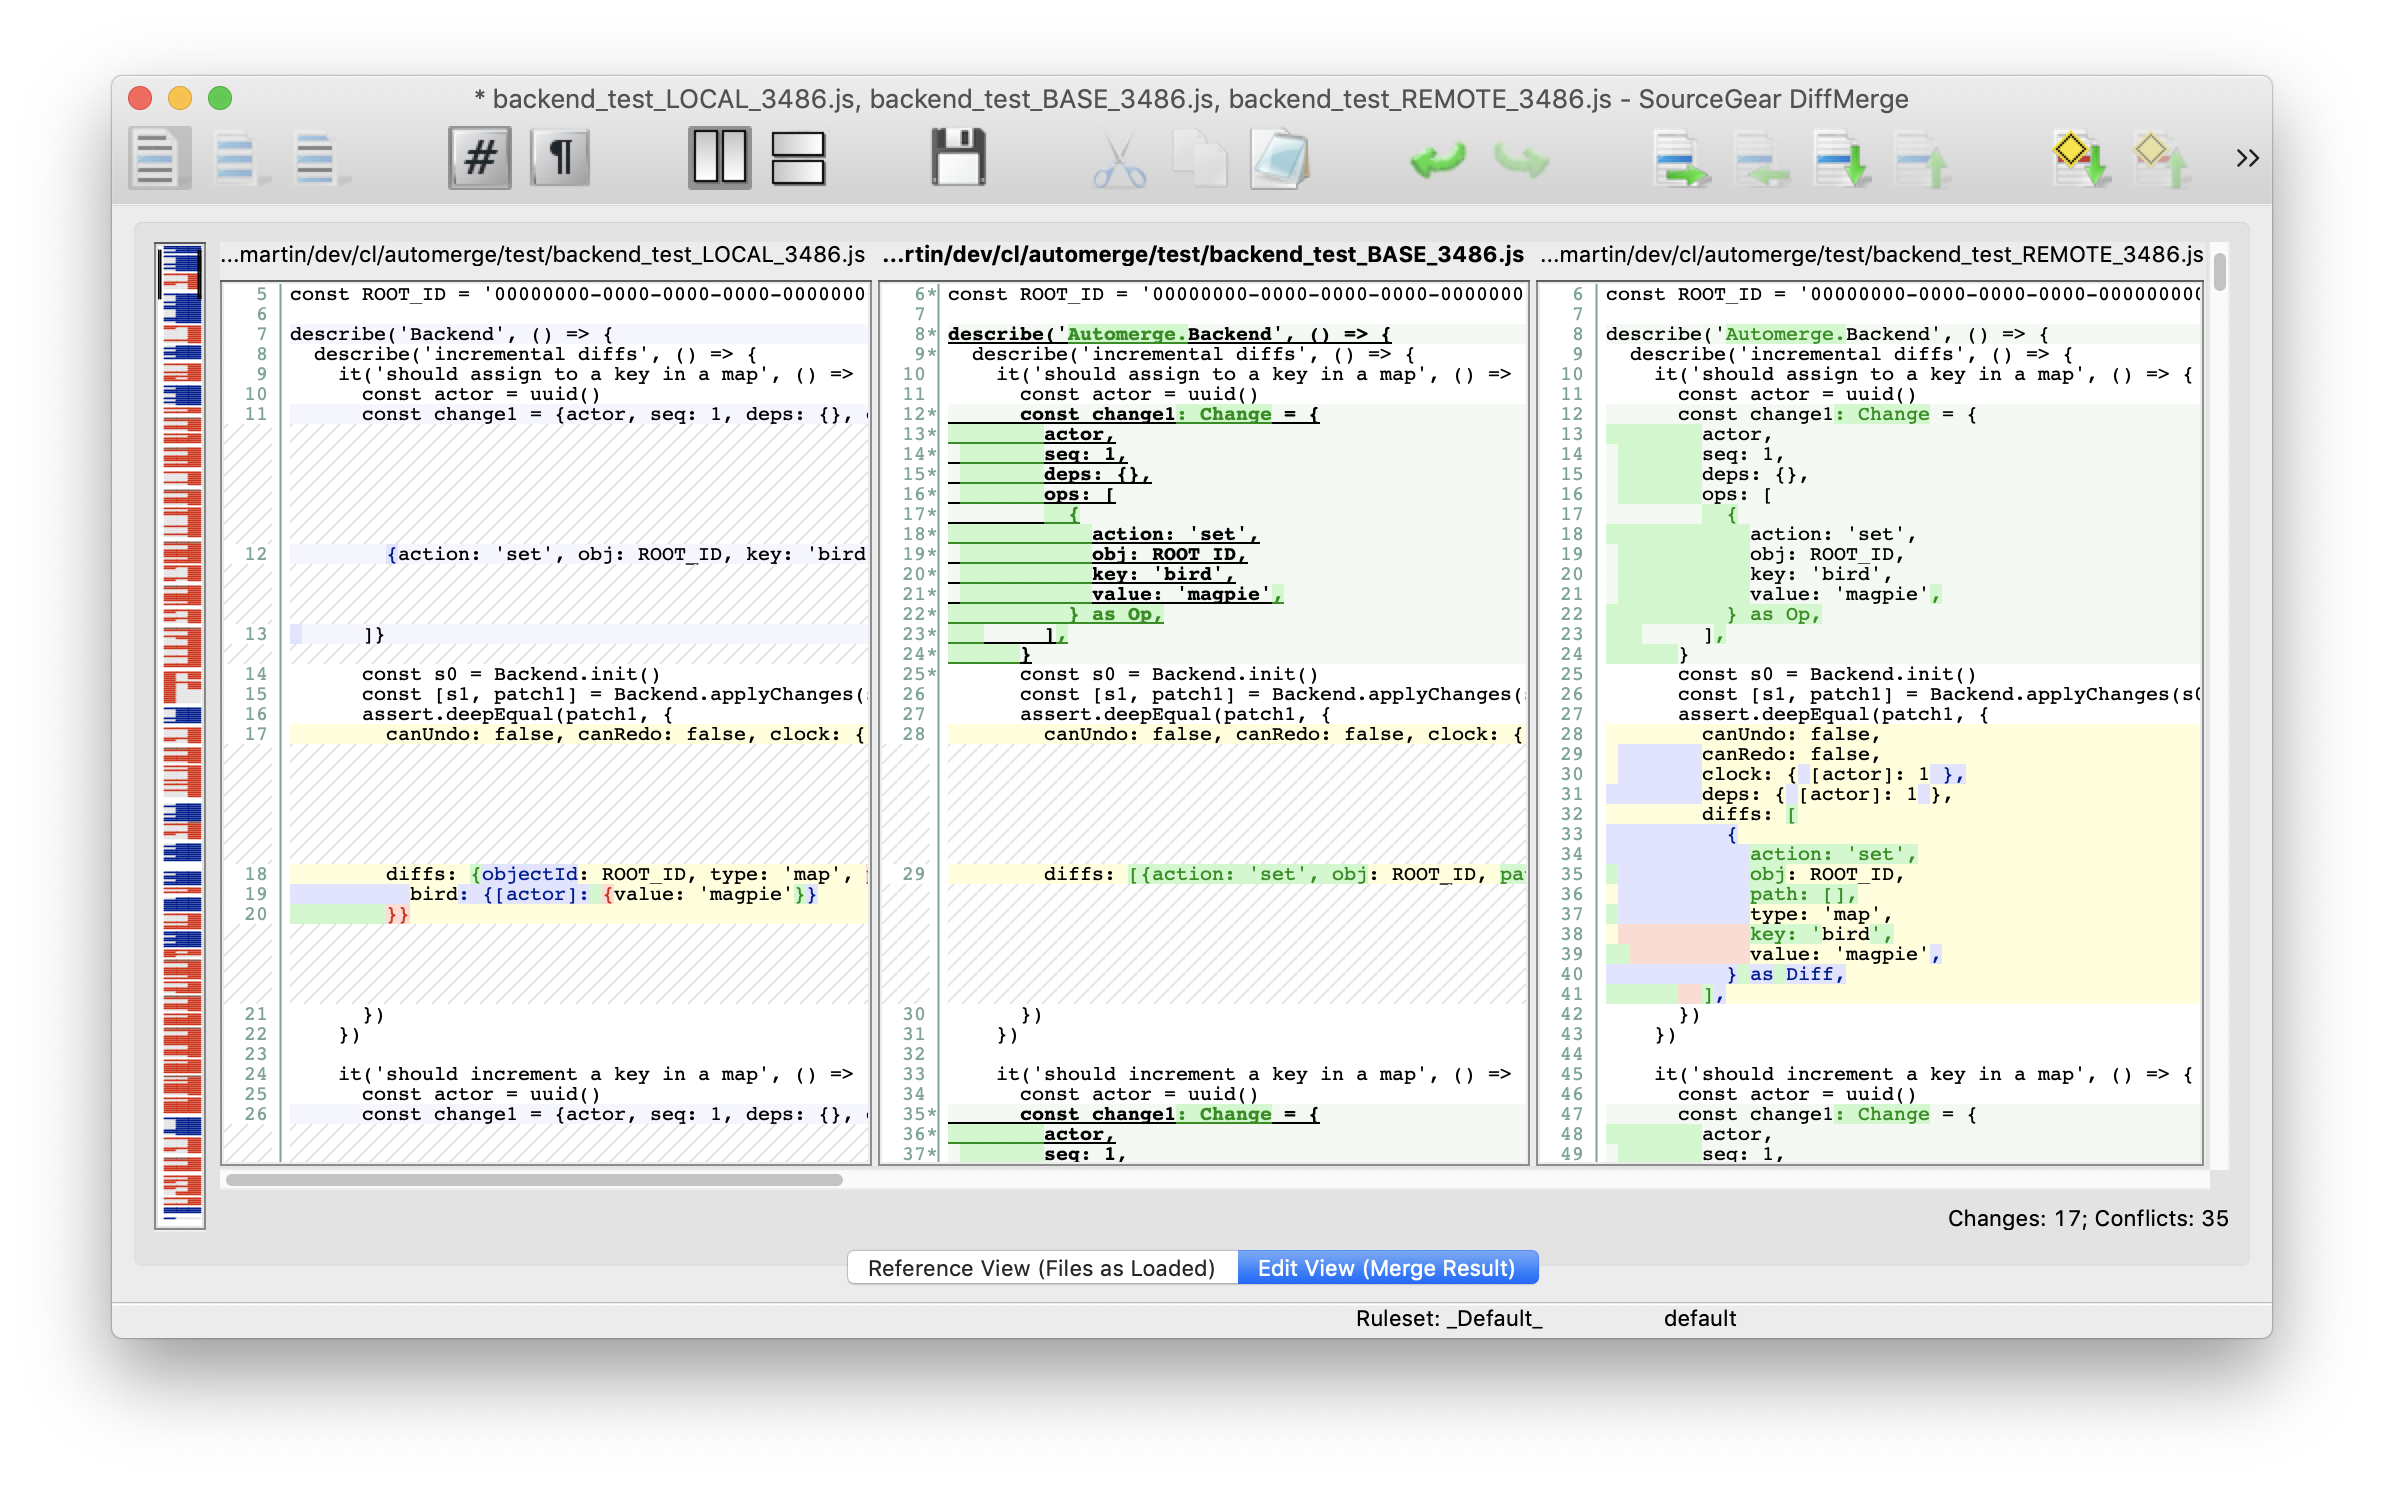 * backend_test_LOCAL_3486.js, backend_test_BASE_3486.js, backend_test_REMOTE_3486.js - SourceGear DiffMerge
# ¶ »
...martin/dev/cl/automerge/test/backend_test_LOCAL_3486.js
5 const ROOT_ID = '00000000-0000-0000-0000-0000000
6
7 describe('Backend', () => {
8 describe('incremental diffs', () => {
9 it('should assign to a key in a map', () =>
10 const actor = uuid()
11 const change1 = {actor, seq: 1, deps: {},
12 {action: 'set', obj: ROOT_ID, key: 'bird
13 ]}
14 const s0 = Backend.init()
15 const [s1, patch1] = Backend.applyChanges(
16 assert.deepEqual(patch1, {
17 canUndo: false, canRedo: false, clock: {
18 diffs: {objectId: ROOT_ID, type: 'map',
19 bird: {[actor]: {value: 'magpie'}}
20 }}
21 })
22 })
23
24 it('should increment a key in a map', () =>
25 const actor = uuid()
26 const change1 = {actor, seq: 1, deps: {},
...rtin/dev/cl/automerge/test/backend_test_BASE_3486.js
6* const ROOT_ID = '00000000-0000-0000-0000-0000000
7
8* describe('Automerge.Backend', () => {
9* describe('incremental diffs', () => {
10 it('should assign to a key in a map', () =>
11 const actor = uuid()
12* const change1: Change = {
13* actor,
14* seq: 1,
15* deps: {},
16* ops: [
17* {
18* action: 'set',
19* obj: ROOT_ID,
20* key: 'bird',
21* value: 'magpie',
22* } as Op,
23* ],
24* }
25* const s0 = Backend.init()
26 const [s1, patch1] = Backend.applyChanges(
27 assert.deepEqual(patch1, {
28 canUndo: false, canRedo: false, clock: {
29 diffs: [{action: 'set', obj: ROOT_ID, pa
30 })
31 })
32
33 it('should increment a key in a map', () =>
34 const actor = uuid()
35* const change1: Change = {
36* actor,
37* seq: 1,
...martin/dev/cl/automerge/test/backend_test_REMOTE_3486.js
6 const ROOT_ID = '00000000-0000-0000-0000-000000000
7
8 describe('Automerge.Backend', () => {
9 describe('incremental diffs', () => {
10 it('should assign to a key in a map', () => {
11 const actor = uuid()
12 const change1: Change = {
13 actor,
14 seq: 1,
15 deps: {},
16 ops: [
17 {
18 action: 'set',
19 obj: ROOT_ID,
20 key: 'bird',
21 value: 'magpie',
22 } as Op,
23 ],
24 }
25 const s0 = Backend.init()
26 const [s1, patch1] = Backend.applyChanges(s0
27 assert.deepEqual(patch1, {
28 canUndo: false,
29 canRedo: false,
30 clock: { [actor]: 1 },
31 deps: { [actor]: 1 },
32 diffs: [
33 {
34 action: 'set',
35 obj: ROOT_ID,
36 path: [],
37 type: 'map',
38 key: 'bird',
39 value: 'magpie',
40 } as Diff,
41 ],
42 })
43 })
44
45 it('should increment a key in a map', () => {
46 const actor = uuid()
47 const change1: Change = {
48 actor,
49 seq: 1,
Changes: 17; Conflicts: 35
Reference View (Files as Loaded)
Edit View (Merge Result)
Ruleset: _Default_
default